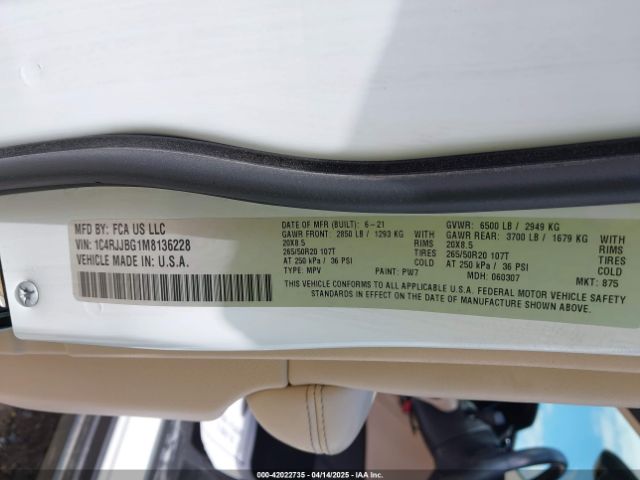 MFD BY: FCA US LLC
VIN: 1C4RJJBG1M8136228
VEHICLE MADE IN: U.S.A.
DATE OF MFR (BUILT): 6-21
GAWR FRONT: 2850 LB / 1293 KG WITH
20X8.5 RIMS
265/50R20 107T TIRES
AT 250 kPa / 36 PSI COLD
TYPE: MPV PAINT: PW7
GVWR: 6500 LB / 2949 KG
GAWR REAR: 3700 LB / 1679 KG WITH
20X8.5 RIMS
265/50R20 107T TIRES
AT 250 kPa / 36 PSI COLD
MDH: 060307 MKT: 875
THIS VEHICLE CONFORMS TO ALL APPLICABLE U.S.A. FEDERAL MOTOR VEHICLE SAFETY
STANDARDS IN EFFECT ON THE DATE OF MANUFACTURE SHOWN ABOVE.
000-42022735 - 04/14/2025 - IAAI.COM